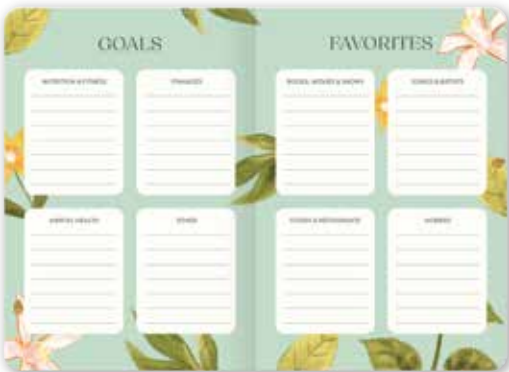 GOALS
FAVORITES
NUTRITION & FITNESS
FINANCES
BOOKS, MOVIES & SHOWS
SONGS & ARTISTS
MENTAL HEALTH
OTHER
FOODS & RESTAURANTS
HOBBIES